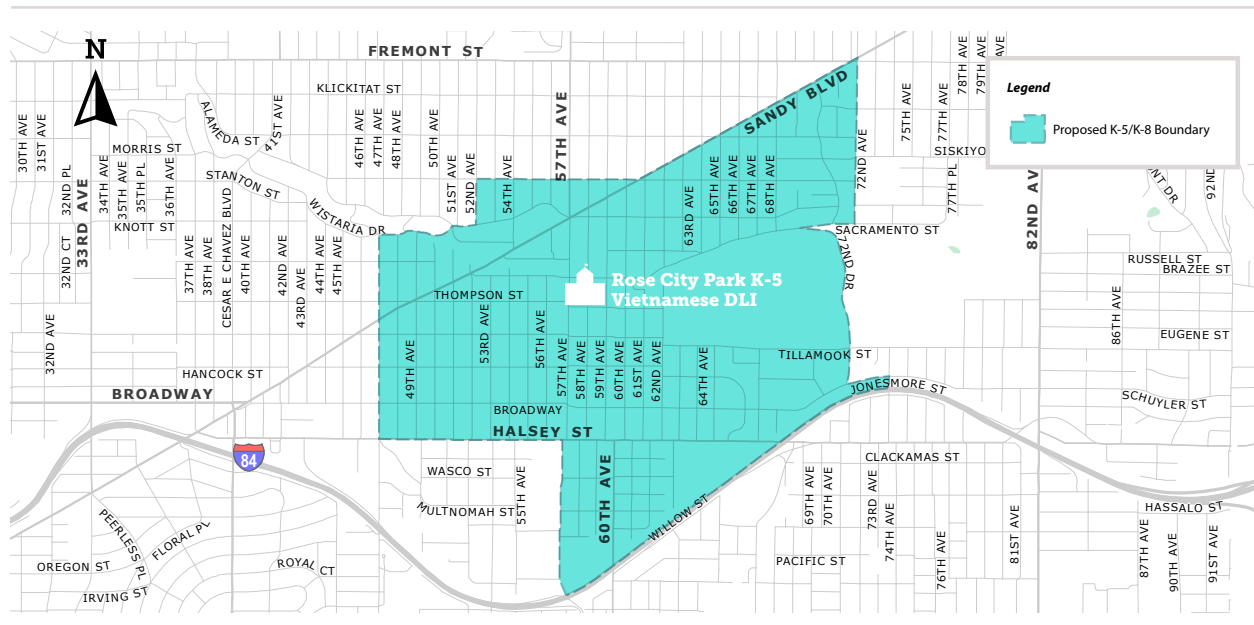 N
FREMONT ST
KLICKITAT ST
ALAMEDA ST
41ST AVE
46TH AVE
47TH AVE
48TH AVE
50TH AVE
57TH AVE
SANDY BLVD
75TH AVE
77TH AVE
78TH AVE
79TH AVE
AVE
Legend
Proposed K-5/K-8 Boundary
30TH AVE
31ST AVE
32ND PL
33RD AVE
34TH AVE
35TH AVE
35TH PL
36TH AVE
MORRIS ST
STANTON ST
KNOTT ST
WISTARIA DR
51ST AVE
52ND AVE
54TH AVE
63RD AVE
65TH AVE
66TH AVE
67TH AVE
68TH AVE
72ND AVE
SISKIYO
77TH PL
82ND AV
NT DR
92ND
32ND CT
37TH AVE
38TH AVE
CESAR E CHAVEZ BLVD
40TH AVE
42ND AVE
43RD AVE
44TH AVE
45TH AVE
SACRAMENTO ST
72ND DR
RUSSELL ST
BRAZEE ST
Rose City Park K-5
Vietnamese DLI
THOMPSON ST
32ND AVE
49TH AVE
53RD AVE
56TH AVE
57TH AVE
58TH AVE
59TH AVE
60TH AVE
61ST AVE
62ND AVE
64TH AVE
TILLAMOOK ST
86TH AVE
EUGENE ST
HANCOCK ST
BROADWAY
BROADWAY
HALSEY ST
JONESMORE ST
SCHUYLER ST
84
WASCO ST
MULTNOMAH ST
55TH AVE
60TH AVE
WILLOW ST
CLACKAMAS ST
69TH AVE
70TH AVE
73RD AVE
74TH AVE
76TH AVE
81ST AVE
HASSALO ST
87TH AVE
90TH AVE
91ST AVE
PEERLESS PL
FLORAL PL
OREGON ST
IRVING ST
ROYAL CT
PACIFIC ST